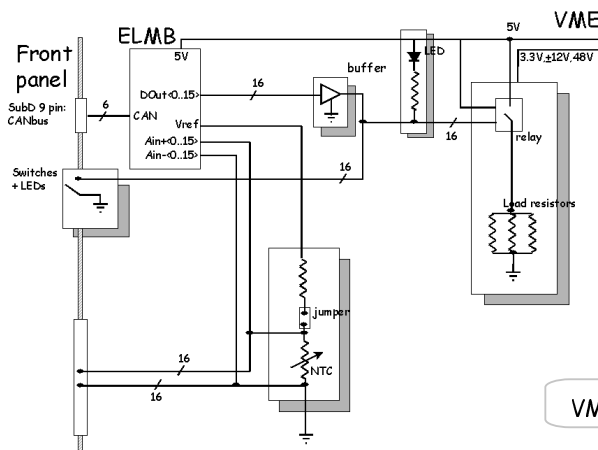 ELMB
5V
5V
VME
Front
panel
LED
3.3V,±12V,48V
16
buffer
DOut<0..15>
SubD 9 pin:
CANbus
6
CAN
Vref
16
relay
Ain+<0..15>
Ain-<0..15>
16
Switches
+ LEDs
Load resistors
jumper
16
NTC
16
VM